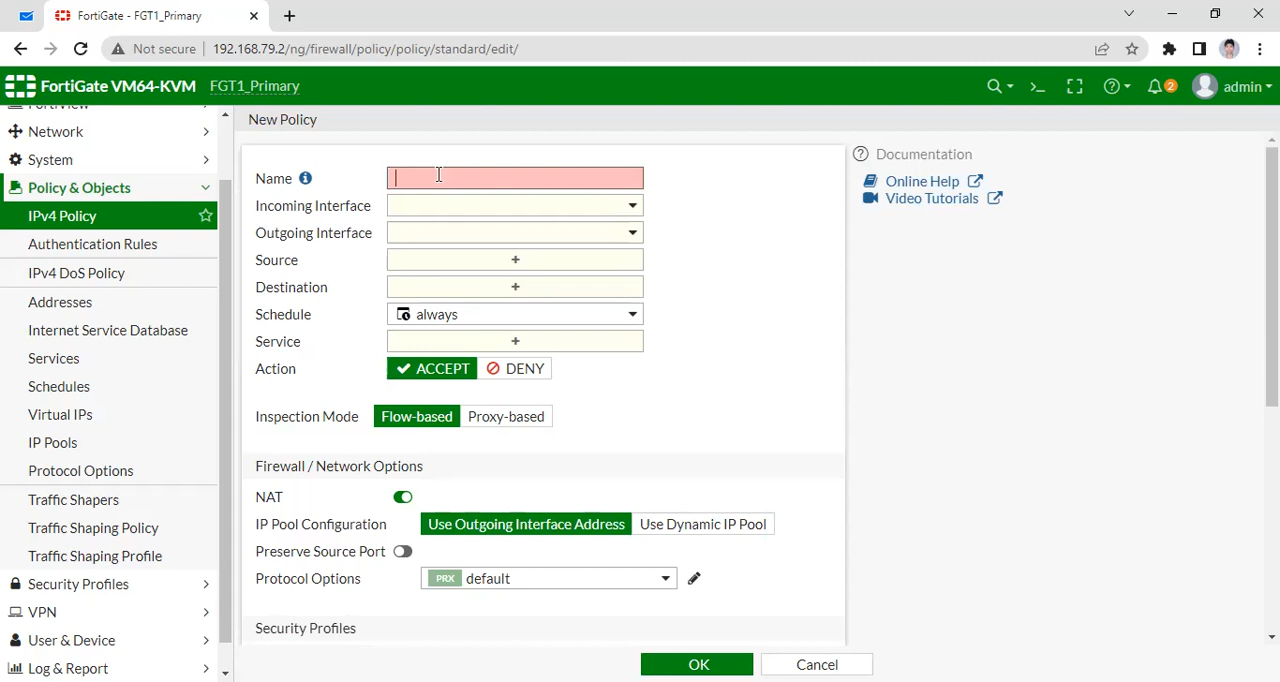 FortiGate - FGT1_Primary
Not secure
192.168.79.2/ng/firewall/policy/policy/standard/edit/
FortiGate VM64-KVM FGT1_Primary
2
admin
FortiView
Network
System
Policy & Objects
IPv4 Policy
Authentication Rules
IPv4 DoS Policy
Addresses
Internet Service Database
Services
Schedules
Virtual IPs
IP Pools
Protocol Options
Traffic Shapers
Traffic Shaping Policy
Traffic Shaping Profile
Security Profiles
VPN
User & Device
Log & Report
New Policy
Name
Incoming Interface
Outgoing Interface
Source
Destination
Schedule always
Service
Action ACCEPT DENY
Inspection Mode Flow-based Proxy-based
Firewall / Network Options
NAT
IP Pool Configuration Use Outgoing Interface Address Use Dynamic IP Pool
Preserve Source Port
Protocol Options PRX default
Security Profiles
OK Cancel
Documentation
Online Help
Video Tutorials